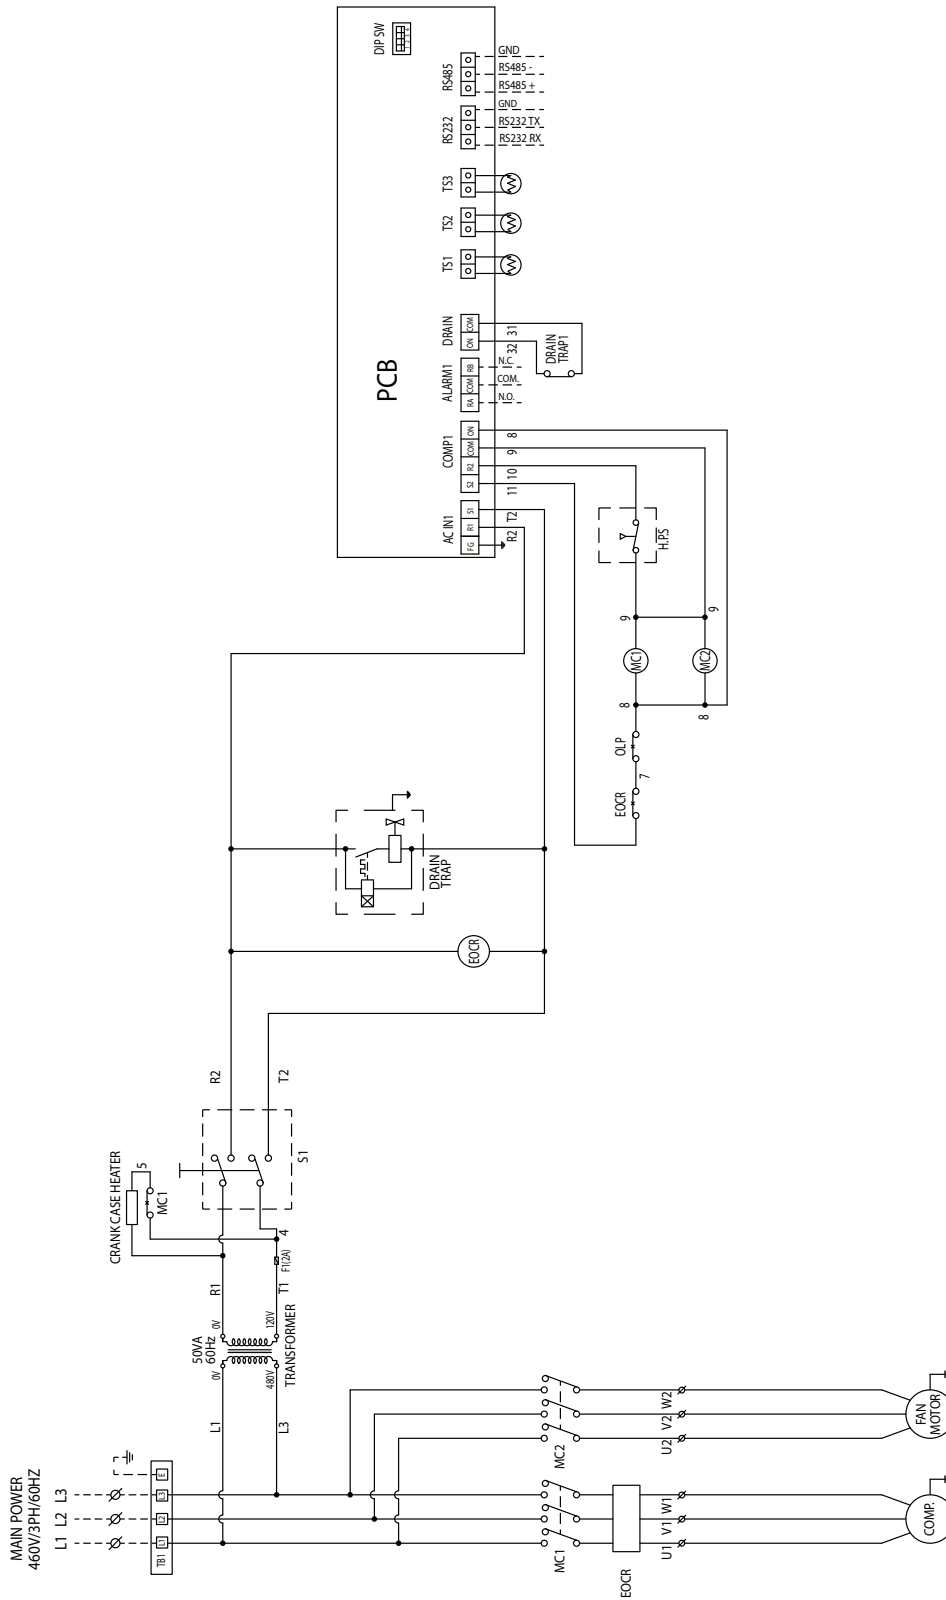 DIP SW
1 2 3 4
RS485
GND
RS485 -
RS485 +
RS232
GND
RS232 TX
RS232 RX
TS3
TS2
TS1
PCB
DRAIN
COM
ON
31
32
DRAIN
TRAP1
ALARM1
RB
COM
RA
N.C.
COM.
N.O.
COMP1
ON
COM
R2
S2
8
9
10
11
AC IN1
S1
R1
FG
T2
R2
H.P.S
9
9
MC1
MC2
8
8
OLP
7
EOCR
DRAIN
TRAP
EOCR
R2
T2
S1
CRANK CASE HEATER
5
MC1
4
F1(2A)
R1
T1
50VA
60Hz
0V
0V
120V
480V
TRANSFORMER
L1
L3
MAIN POWER
460V/3PH/60HZ
L3
L2
L1
E
L3
L2
L1
TB1
MC2
W2
V2
U2
FAN
MOTOR
MC1
EOCR
W1
V1
U1
COMP.